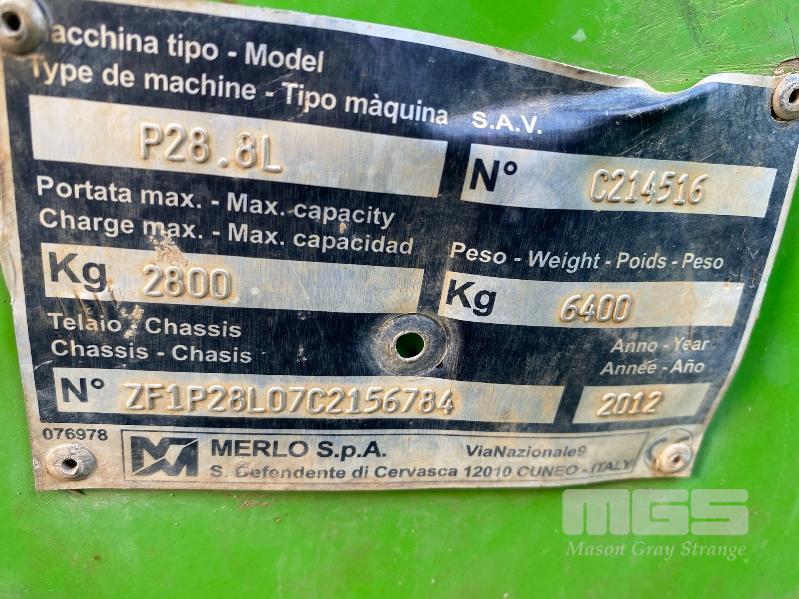 acchina tipo - Model
Type de machine - Tipo màquina
S.A.V.
P28.8L
N° C214516
Portata max. - Max. capacity
Charge max. - Max. capacidad
Peso - Weight - Poids - Peso
Kg 2800
Kg 6400
Telaio - Chassis
Chassis - Chasis
Anno - Year
Année - Año
N° ZF1P28L07C2156784
2012
076978
MERLO S.p.A.
ViaNazionale9
S. Defendente di Cervasca 12010 CUNEO - ITALY
MGS
Mason Gray Strange